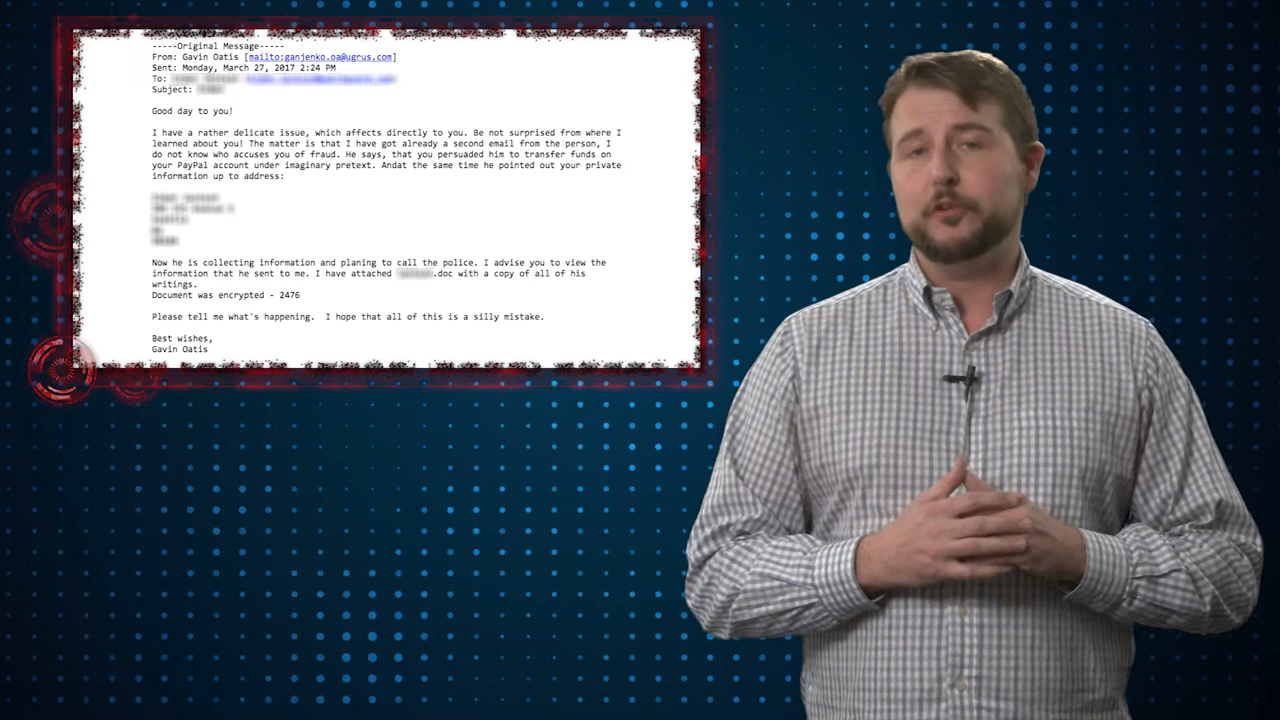 -----Original Message-----
From: Gavin Oatis [mailto:ganjenko.oa@ugrus.com]
Sent: Monday, March 27, 2017 2:24 PM
To:
Subject:
Good day to you!
I have a rather delicate issue, which affects directly to you. Be not surprised from where I
learned about you! The matter is that I have got already a second email from the person, I
do not know who accuses you of fraud. He says, that you persuaded him to transfer funds on
your PayPal account under imaginary pretext. Andat the same time he pointed out your private
information up to address:
Now he is collecting information and planing to call the police. I advise you to view the
information that he sent to me. I have attached .doc with a copy of all of his
writings.
Document was encrypted - 2476
Please tell me what's happening.  I hope that all of this is a silly mistake.
Best wishes,
Gavin Oatis